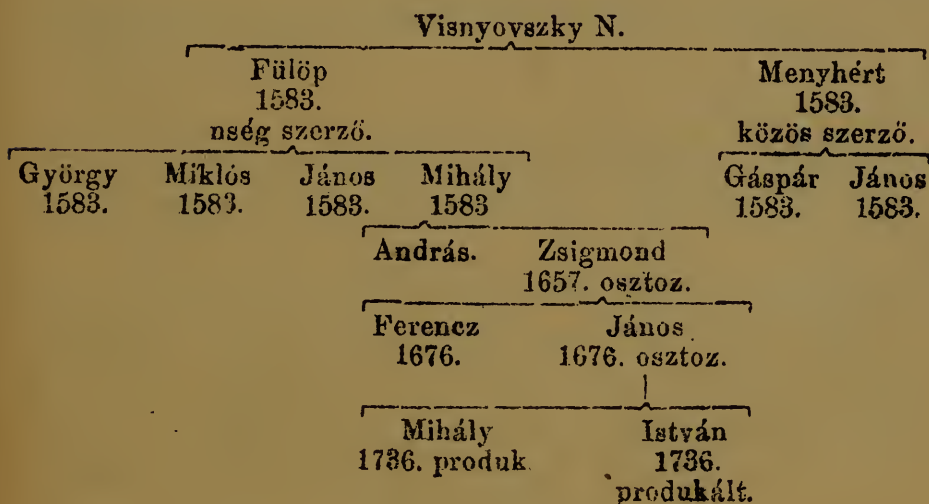 Visnyovszky N.
Fülöp Menyhért
1583. 1583.
nség szerző. közös szerző.
György Miklós János Mihály Gáspár János
1583. 1583. 1583. 1583 1583. 1583.
András. Zsigmond
1657. osztoz.
Ferencz János
1676. 1676. osztoz.
Mihály István
1736. produk. 1736.
produkált.